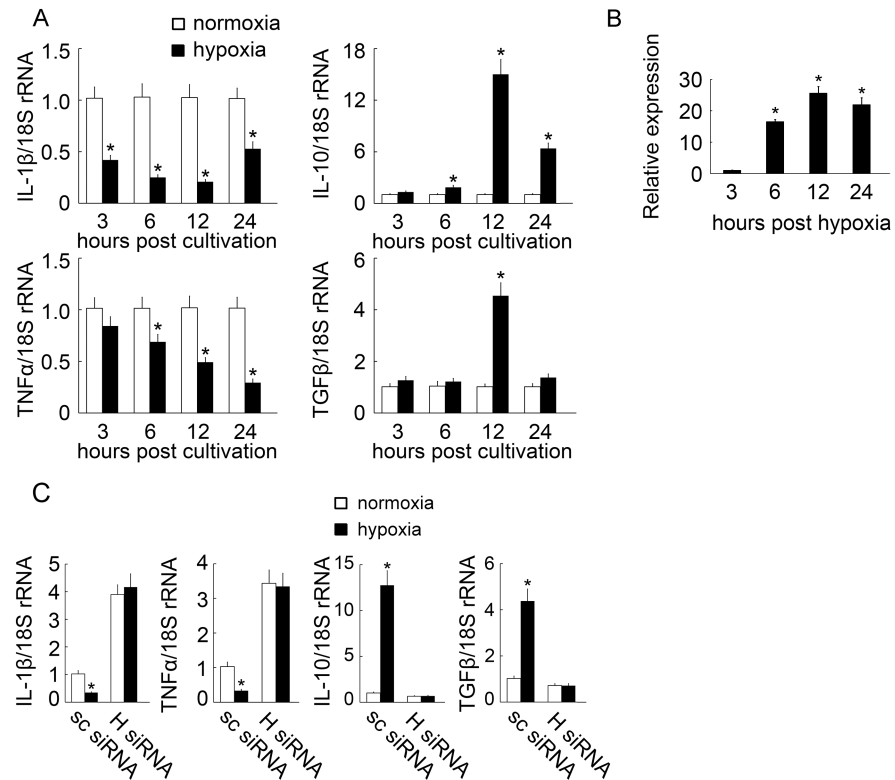 A
normoxia
hypoxia
IL-1β/18S rRNA
1.5
1.0
0.5
0
3 6 12 24
hours post cultivation
IL-10/18S rRNA
18
12
6
0
* * *
3 6 12 24
hours post cultivation
TNFα/18S rRNA
1.5
1.0
0.5
0
* * *
3 6 12 24
hours post cultivation
TGFβ/18S rRNA
6
4
2
0
*
3 6 12 24
hours post cultivation
B
Relative expression
30
20
10
0
* * *
3 6 12 24
hours post hypoxia
C
normoxia
hypoxia
IL-1β/18S rRNA
5
4
3
2
1
0
*
sc siRNA
H siRNA
TNFα/18S rRNA
4
3
2
1
0
*
sc siRNA
H siRNA
IL-10/18S rRNA
15
10
5
0
*
sc siRNA
H siRNA
TGFβ/18S rRNA
6
4
2
0
*
sc siRNA
H siRNA